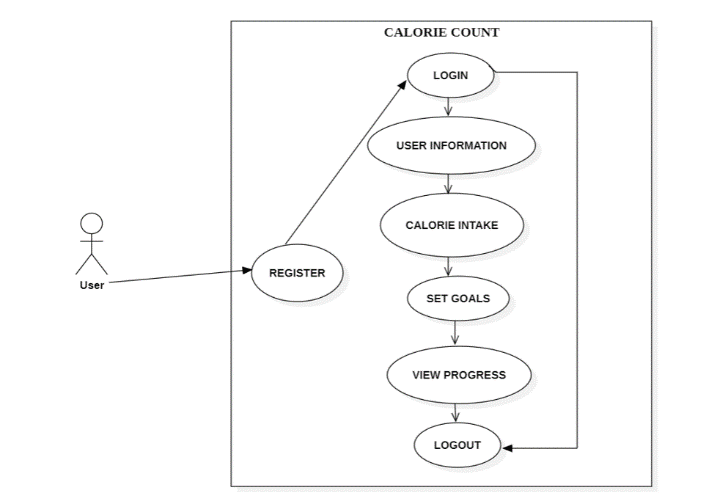 CALORIE COUNT
LOGIN
USER INFORMATION
CALORIE INTAKE
REGISTER
User
SET GOALS
VIEW PROGRESS
LOGOUT